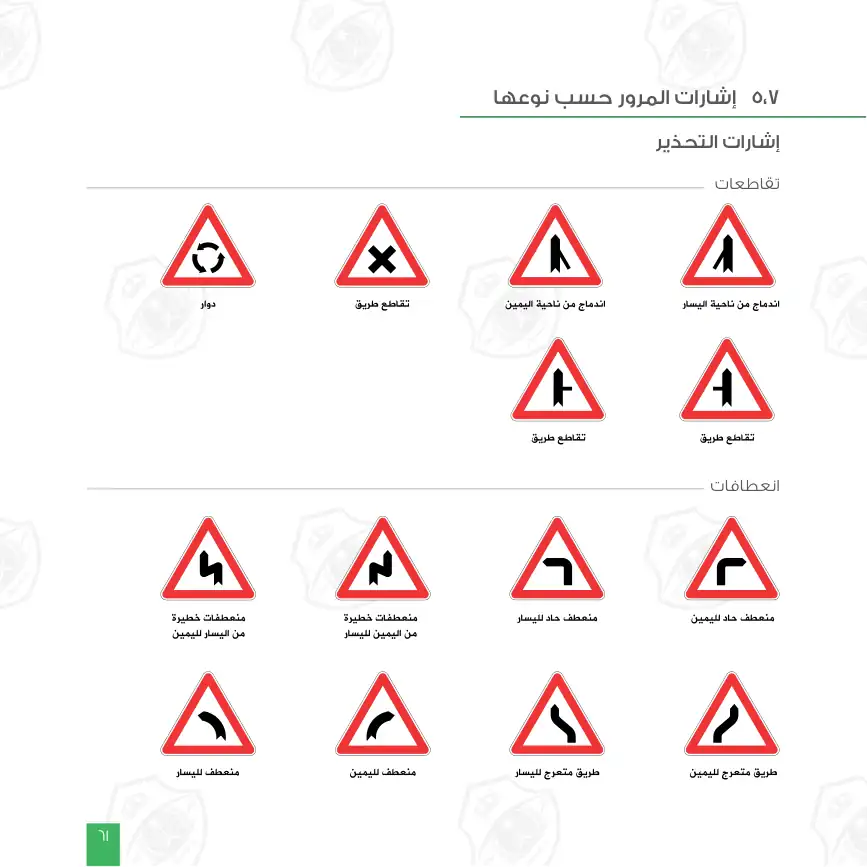 ٥،٧ إشارات المرور حسب نوعها
إشارات التحذير
تقاطعات
اندماج من ناحية اليسار
اندماج من ناحية اليمين
تقاطع طريق
دوار
تقاطع طريق
تقاطع طريق
انعطافات
منعطف حاد لليمين
منعطف حاد لليسار
منعطفات خطيرة
من اليمين لليسار
منعطفات خطيرة
من اليسار لليمين
طريق متعرج لليمين
طريق متعرج لليسار
منعطف لليمين
منعطف لليسار
٦١